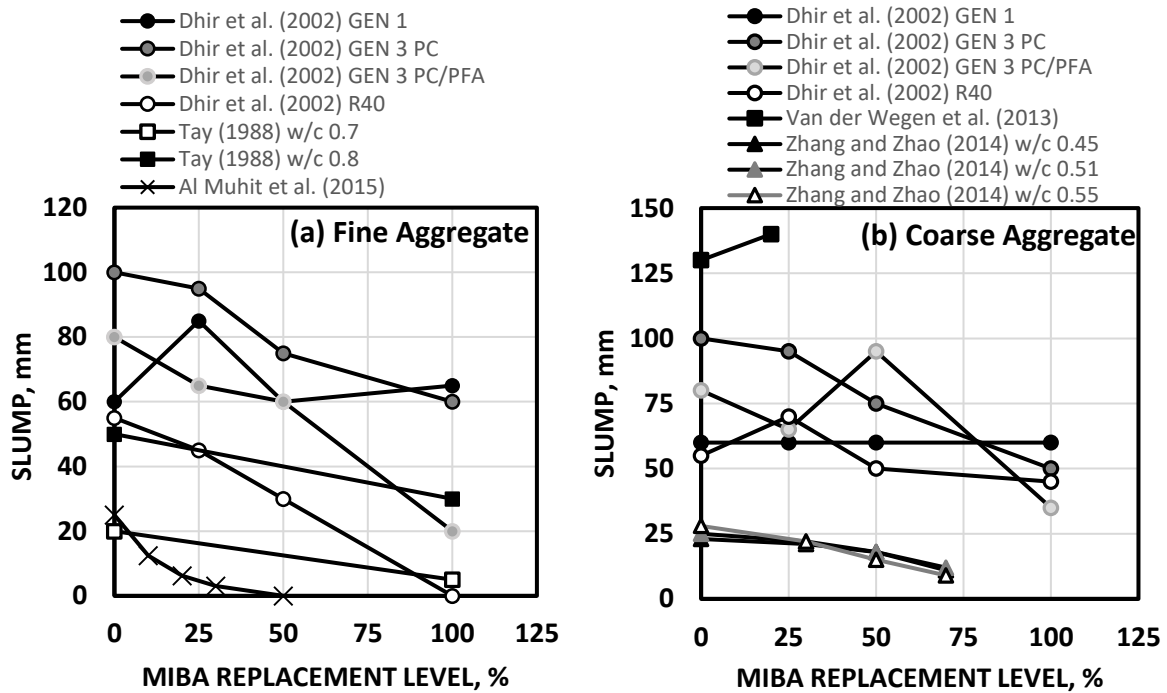 Dhir et al. (2002) GEN 1
Dhir et al. (2002) GEN 3 PC
Dhir et al. (2002) GEN 3 PC/PFA
Dhir et al. (2002) R40
Tay (1988) w/c 0.7
Tay (1988) w/c 0.8
Al Muhit et al. (2015)
(a) Fine Aggregate
SLUMP, mm
120
100
80
60
40
20
0
0 25 50 75 100 125
MIBA REPLACEMENT LEVEL, %
Dhir et al. (2002) GEN 1
Dhir et al. (2002) GEN 3 PC
Dhir et al. (2002) GEN 3 PC/PFA
Dhir et al. (2002) R40
Van der Wegen et al. (2013)
Zhang and Zhao (2014) w/c 0.45
Zhang and Zhao (2014) w/c 0.51
Zhang and Zhao (2014) w/c 0.55
(b) Coarse Aggregate
SLUMP, mm
150
125
100
75
50
25
0
0 25 50 75 100 125
MIBA REPLACEMENT LEVEL, %